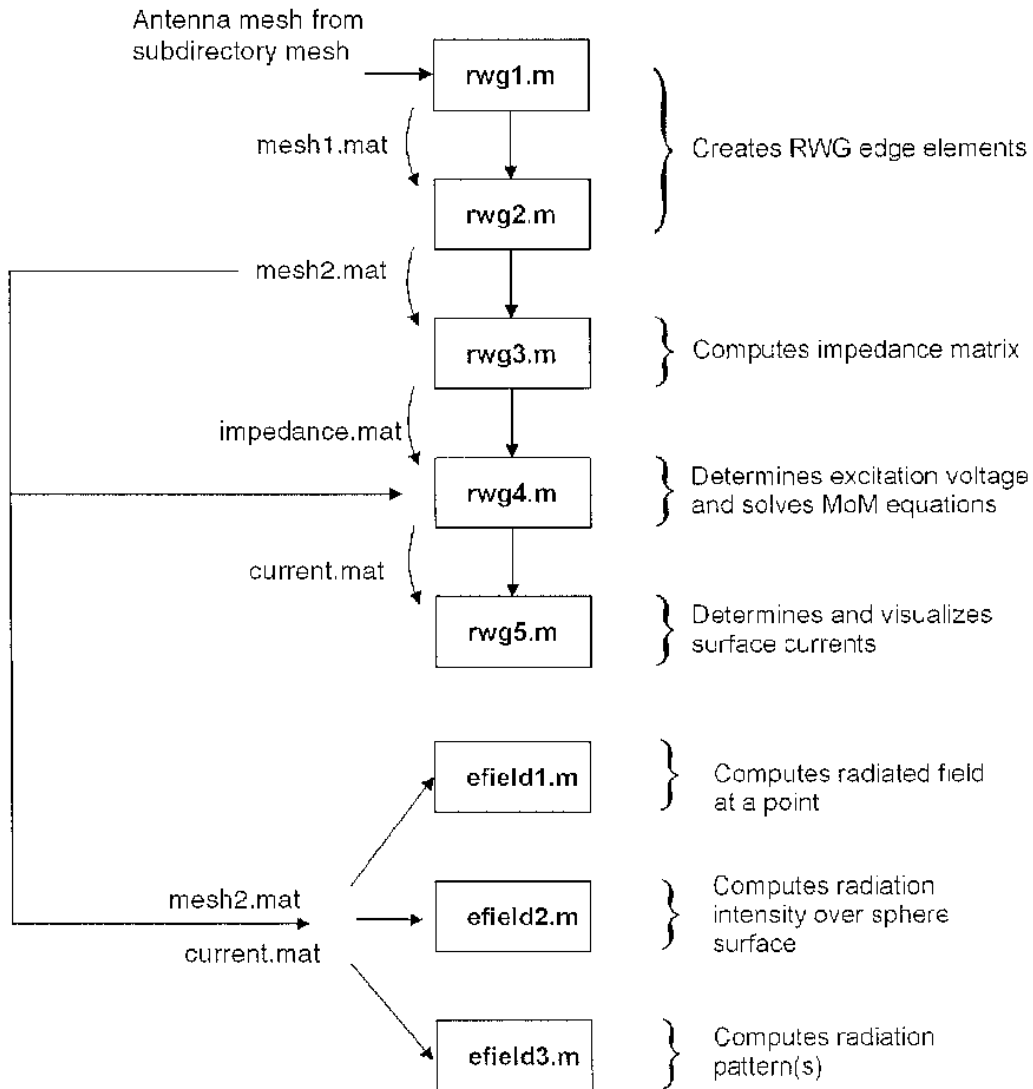 Antenna mesh from
subdirectory mesh
rwg1.m
mesh1.mat
Creates RWG edge elements
rwg2.m
mesh2.mat
rwg3.m
Computes impedance matrix
impedance.mat
rwg4.m
Determines excitation voltage
and solves MoM equations
current.mat
rwg5.m
Determines and visualizes
surface currents
efield1.m
Computes radiated field
at a point
mesh2.mat
current.mat
efield2.m
Computes radiation
intensity over sphere
surface
efield3.m
Computes radiation
pattern(s)